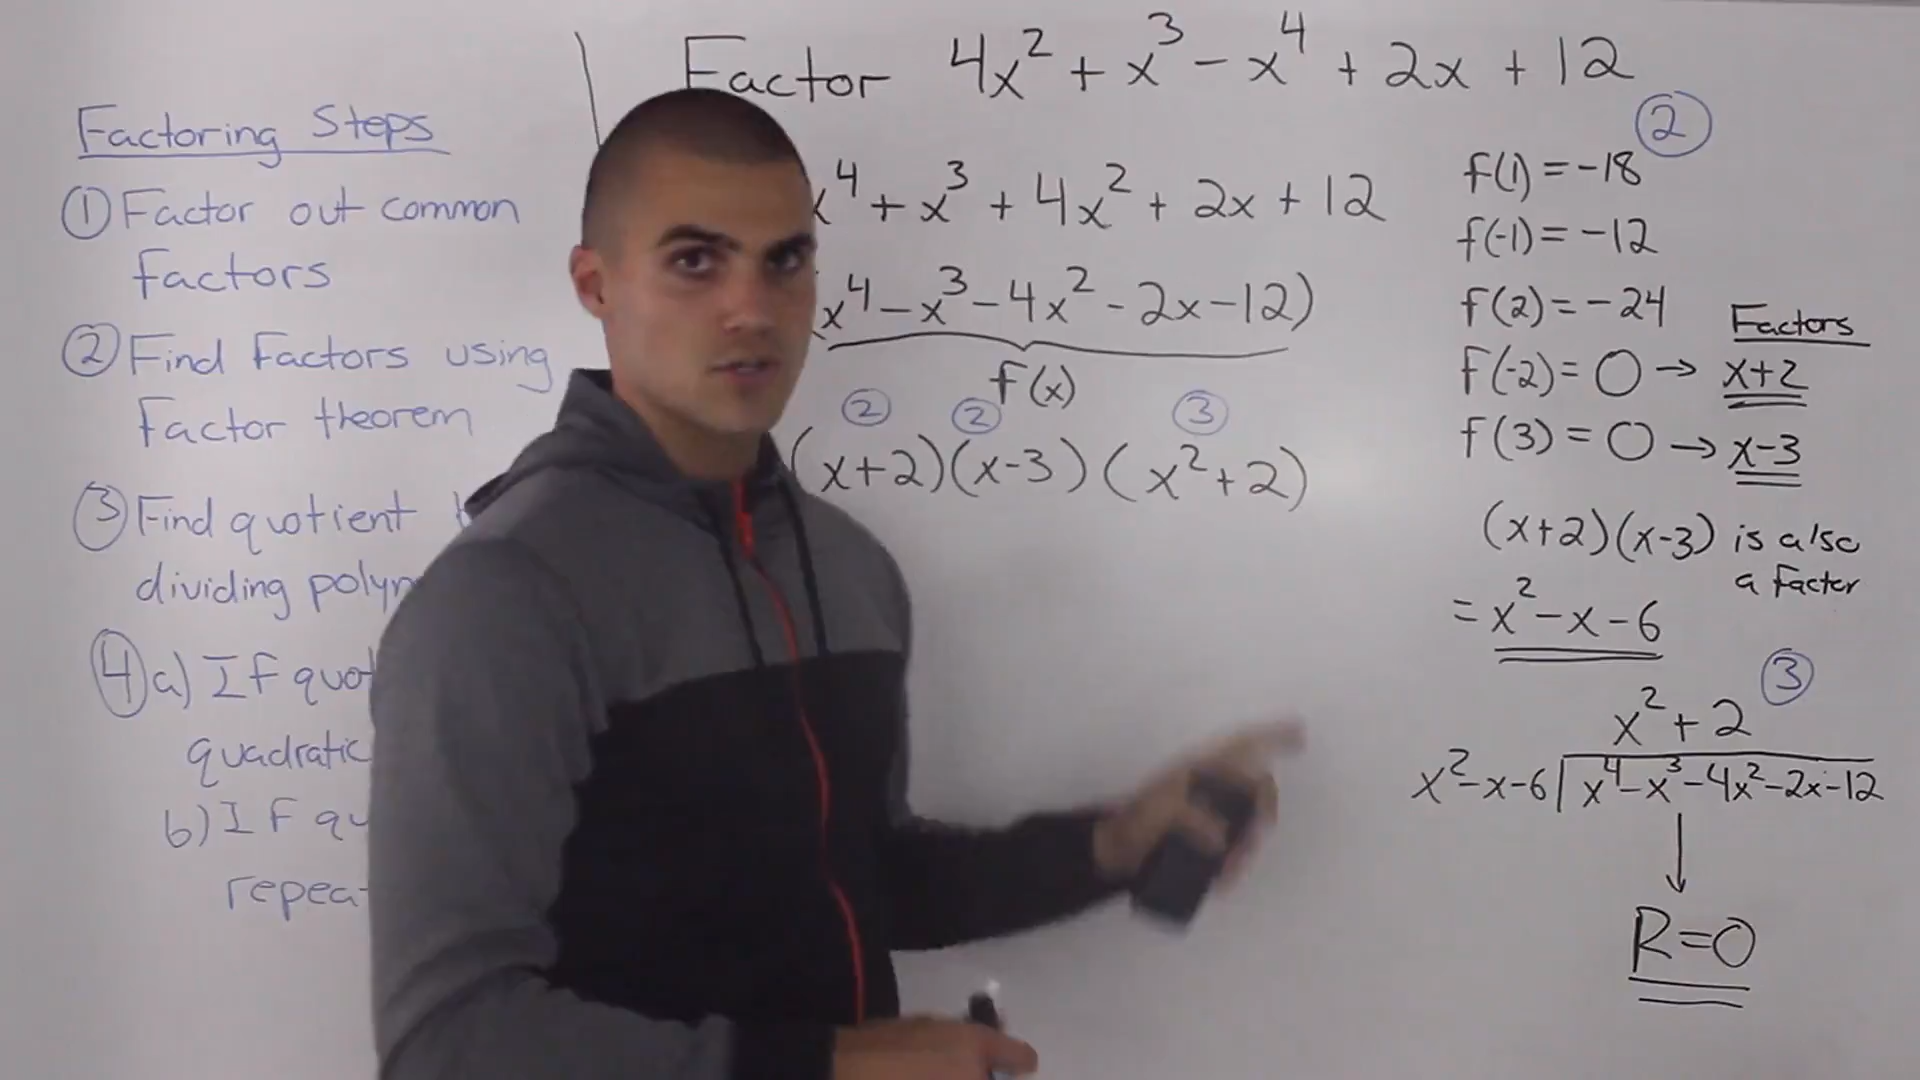 Factoring Steps
① Factor out common
factors
② Find factors using
factor theorem
③ Find quotient
dividing
④ a) If
quadratic
b) If
Factor 4x² + x³ - x⁴ + 2x + 12
x⁴ + x³ + 4x² + 2x + 12
(x⁴ - x³ - 4x² - 2x - 12)
f(x)
② ② ③
(x+2)(x-3)(x²+2)
②
f(1) = -18
f(-1) = -12
f(2) = -24
f(-2) = 0 → x+2
f(3) = 0 → x-3
Factors
(x+2)(x-3) is also
a factor
= x² - x - 6
③
x² + 2
x²-x-6 x⁴-x³-4x²-2x-12
↓
R=0